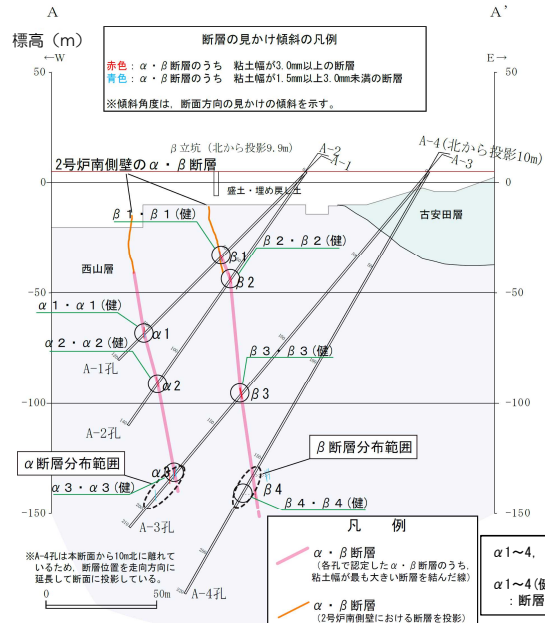 A
A’
標高（m）
←W
E→
断層の見かけ傾斜の凡例
赤色：α・β断層のうち　粘土幅が3.0mm以上の断層
青色：α・β断層のうち　粘土幅が1.5mm以上3.0mm未満の断層
※傾斜角度は、断面方向の見かけの傾斜を示す。
50
50
β立坑（北から投影9.9m）
A-2
A-1
A-4（北から投影10m）
A-3
2号炉南側壁のα・β断層
0
0
盛土・埋め戻し土
古安田層
β1・β1（健）
β2・β2（健）
β1
β2
西山層
-50
-50
α1・α1（健）
α1
α2・α2（健）
α2
β3・β3（健）
β3
A-1孔
-100
-100
A-2孔
α断層分布範囲
β断層分布範囲
α3
α3・α3（健）
β4
β4・β4（健）
-150
-150
A-3孔
※A-4孔は本断面から10m北に離れて
いるため、断層位置を走向方向に
延長して断面に投影している。
0
50m
A-4孔
凡　例
α・β断層
（各孔で認定したα・β断層のうち、
粘土幅が最も大きい断層を結んだ線）
α・β断層
（2号炉南側壁における断層を投影）
α1～4，
α1～4（健
：断層